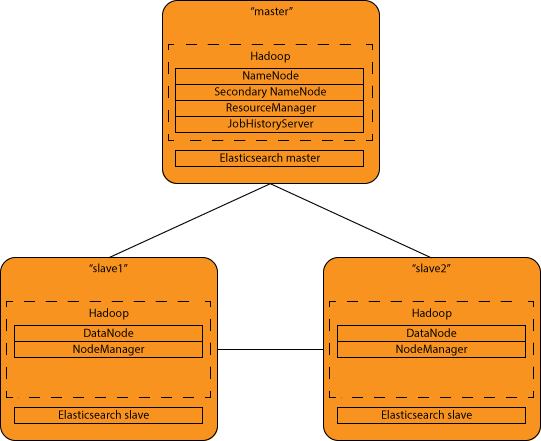 “master”
Hadoop
NameNode
Secondary NameNode
ResourceManager
JobHistoryServer
Elasticsearch master
“slave1”
Hadoop
DataNode
NodeManager
Elasticsearch slave
“slave2”
Hadoop
DataNode
NodeManager
Elasticsearch slave